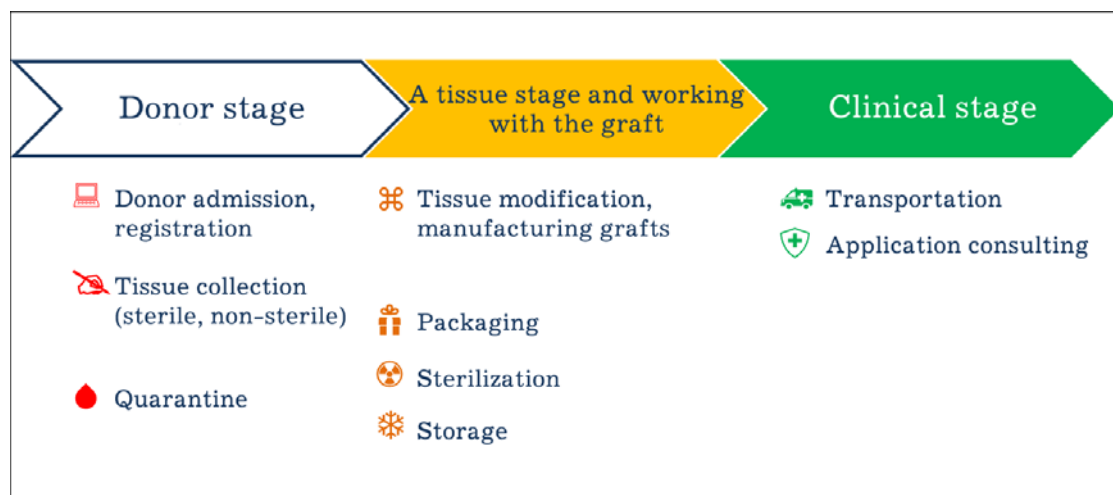 Donor stage
A tissue stage and working
with the graft
Clinical stage
Donor admission,
registration
Tissue collection
(sterile, non-sterile)
Quarantine
Tissue modification,
manufacturing grafts
Packaging
Sterilization
Storage
Transportation
Application consulting